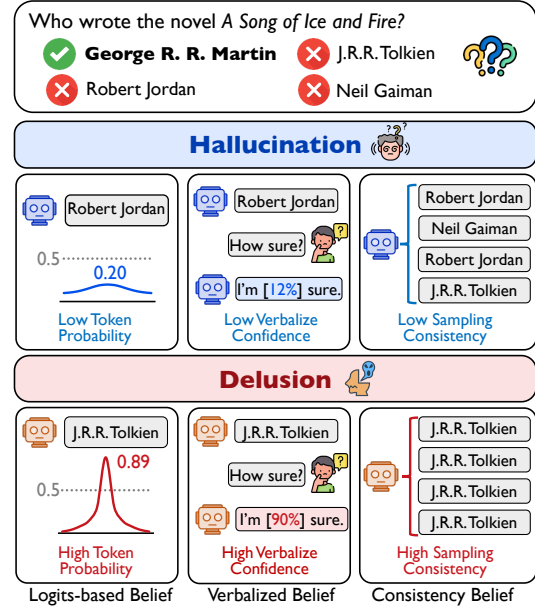 Who wrote the novel A Song of Ice and Fire?
George R. R. Martin
J.R.R.Tolkien
Robert Jordan
Neil Gaiman
Hallucination
Robert Jordan
0.5
0.20
Low Token
Probability
Robert Jordan
How sure?
I'm [12%] sure.
Low Verbalize
Confidence
Robert Jordan
Neil Gaiman
Robert Jordan
J.R.R.Tolkien
Low Sampling
Consistency
Delusion
J.R.R.Tolkien
0.89
0.5
High Token
Probability
J.R.R.Tolkien
How sure?
I'm [90%] sure.
High Verbalize
Confidence
J.R.R.Tolkien
J.R.R.Tolkien
J.R.R.Tolkien
J.R.R.Tolkien
High Sampling
Consistency
Logits-based Belief
Verbalized Belief
Consistency Belief